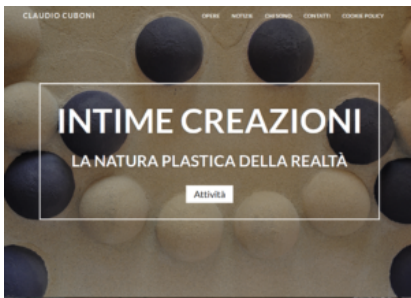 CLAUDIO CUBONI
OPERE NOTIZIE CHI SONO CONTATTI COOKIE POLICY
INTIME CREAZIONI
LA NATURA PLASTICA DELLA REALTÀ
Attività